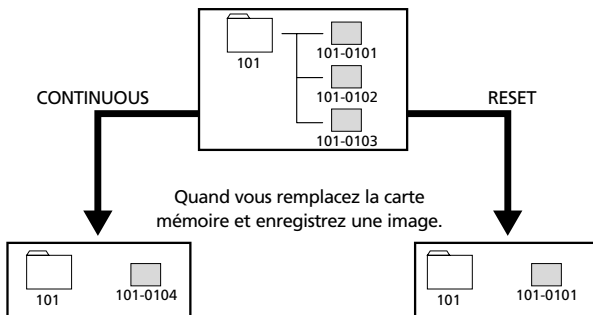 101
101-0101
101-0102
101-0103
CONTINUOUS
RESET
Quand vous remplacez la carte
mémoire et enregistrez une image.
101
101-0104
101
101-0101